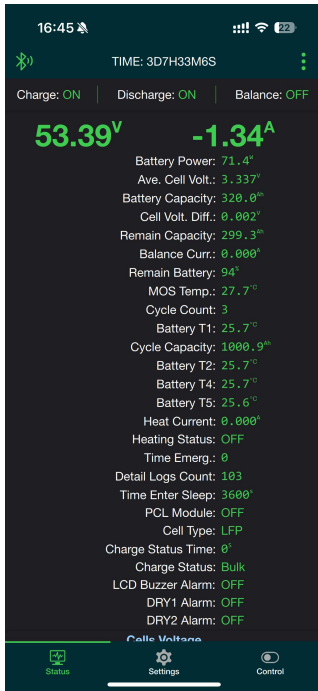 16:45
22
TIME: 3D7H33M6S
Charge: ON
Discharge: ON
Balance: OFF
53.39V
-1.34A
Battery Power: 71.4W
Ave. Cell Volt.: 3.337V
Battery Capacity: 320.0Ah
Cell Volt. Diff.: 0.002V
Remain Capacity: 299.3Ah
Balance Curr.: 0.000A
Remain Battery: 94%
MOS Temp.: 27.7°C
Cycle Count: 3
Battery T1: 25.7°C
Cycle Capacity: 1000.9Ah
Battery T2: 25.7°C
Battery T4: 25.7°C
Battery T5: 25.6°C
Heat Current: 0.000A
Heating Status: OFF
Time Emerg.: 0
Detail Logs Count: 103
Time Enter Sleep: 3600s
PCL Module: OFF
Cell Type: LFP
Charge Status Time: 0S
Charge Status: Bulk
LCD Buzzer Alarm: OFF
DRY1 Alarm: OFF
DRY2 Alarm: OFF
Cells Voltage
Status
Settings
Control